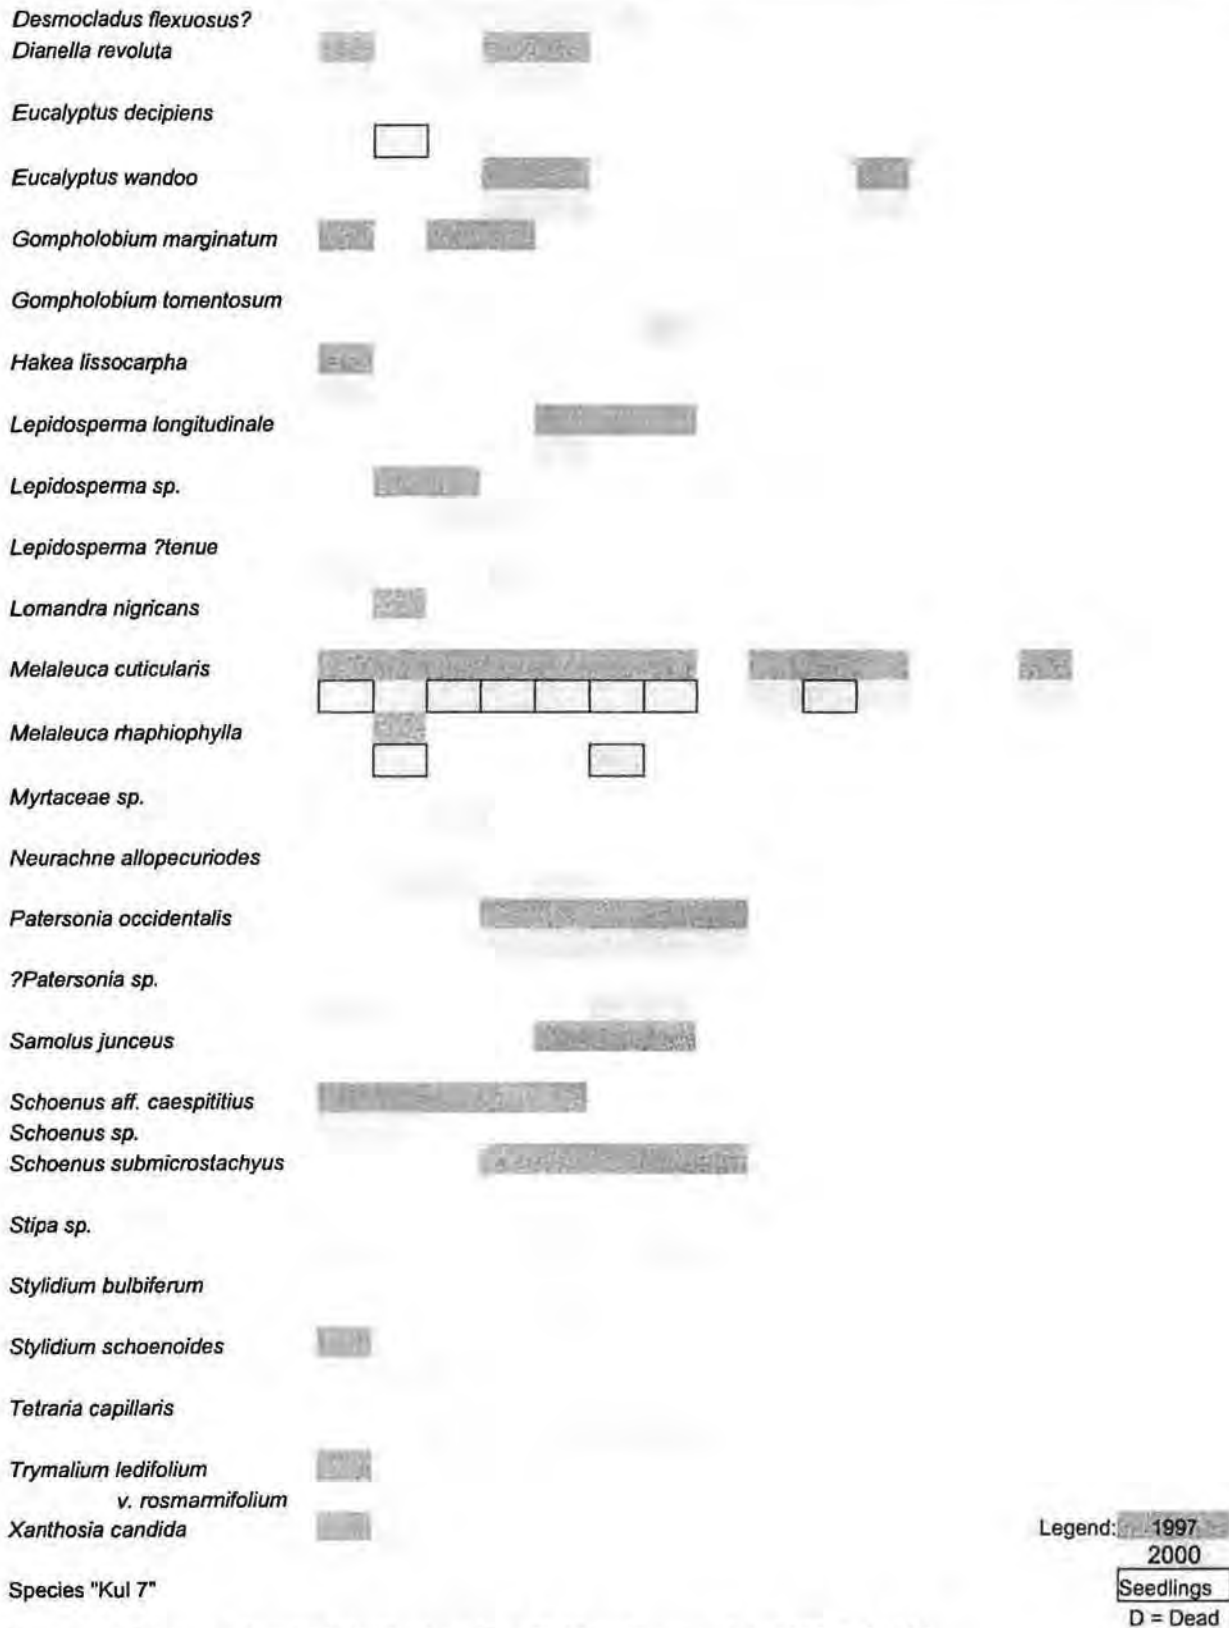 Desmocladus flexuosus?
Dianella revoluta
Eucalyptus decipiens
Eucalyptus wandoo
Gompholobium marginatum
Gompholobium tomentosum
Hakea lissocarpha
Lepidosperma longitudinale
Lepidosperma sp.
Lepidosperma ?tenue
Lomandra nigricans
Melaleuca cuticularis
Melaleuca rhaphiophylla
Myrtaceae sp.
Neurachne allopecuriodes
Patersonia occidentalis
?Patersonia sp.
Samolus junceus
Schoenus aff. caespititius
Schoenus sp.
Schoenus submicrostachyus
Stipa sp.
Stylidium bulbiferum
Stylidium schoenoides
Tetraria capillaris
Trymalium ledifolium
v. rosmarnifolium
Xanthosia candida
Species "Kul 7"
Legend: 1997
2000
Seedlings
D = Dead